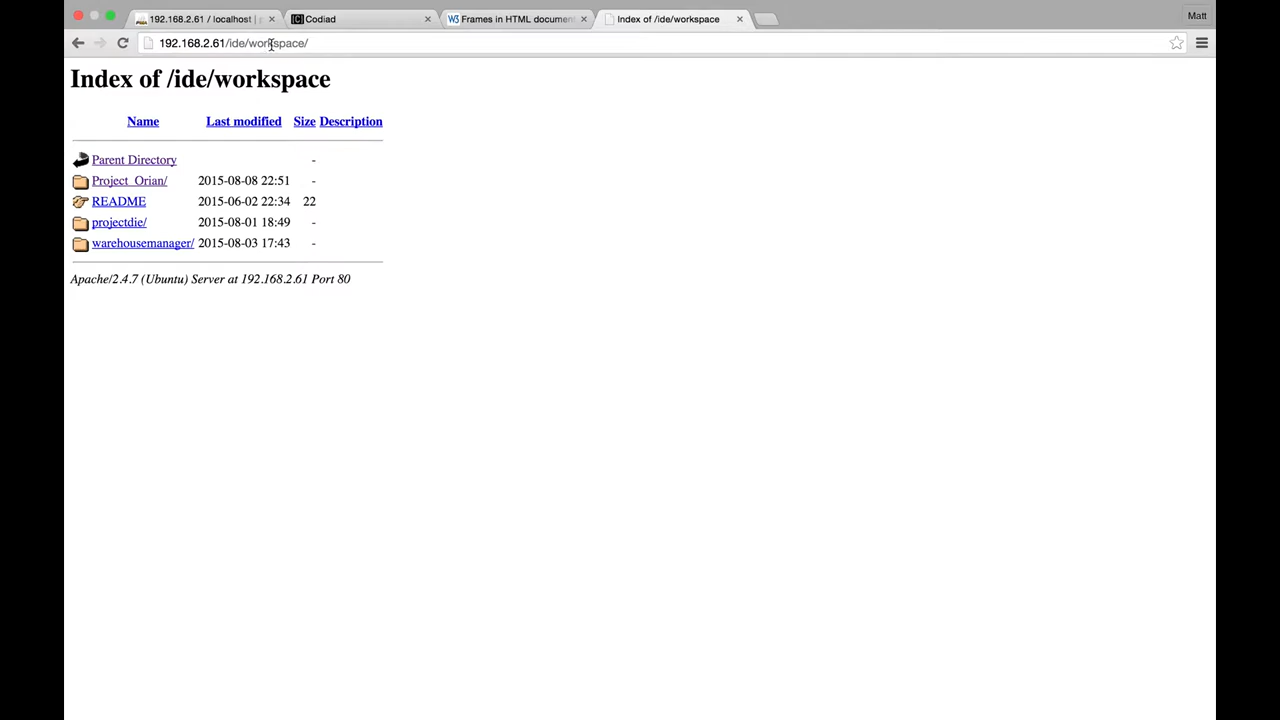 192.168.2.61 / localhost | p
Codiad
Frames in HTML document
Index of /ide/workspace
Matt
192.168.2.61/ide/workspace/
Index of /ide/workspace
Name Last modified Size Description
Parent Directory -
Project_Orian/ 2015-08-08 22:51 -
README 2015-06-02 22:34 22
projectdie/ 2015-08-01 18:49 -
warehousemanager/ 2015-08-03 17:43 -
Apache/2.4.7 (Ubuntu) Server at 192.168.2.61 Port 80